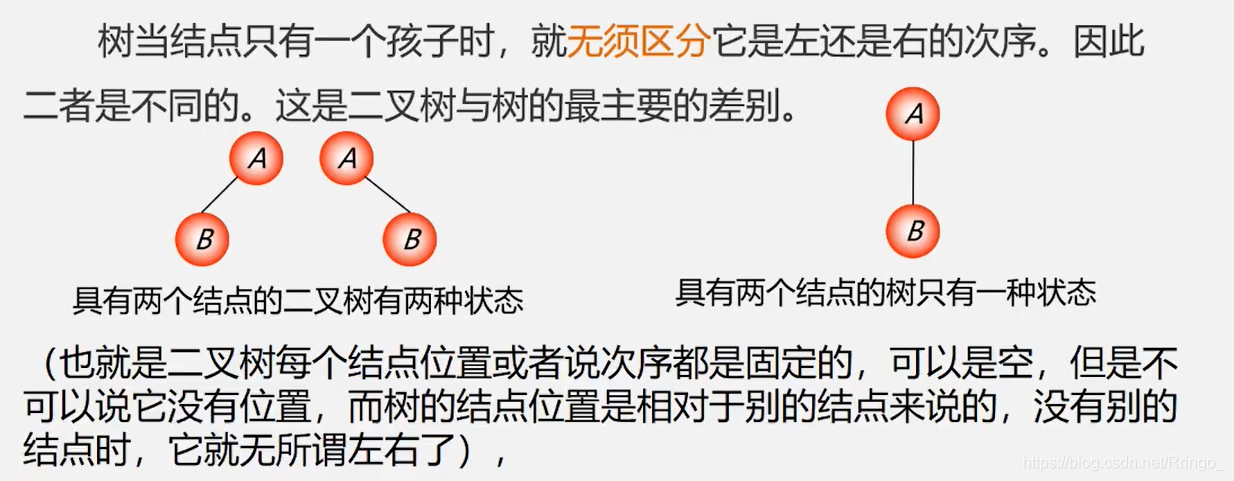 树当结点只有一个孩子时，就无须区分它是左还是右的次序。因此
二者是不同的。这是二叉树与树的最主要的差别。
A
A
B
B
A
B
具有两个结点的二叉树有两种状态
具有两个结点的树只有一种状态
（也就是二叉树每个结点位置或者说次序都是固定的，可以是空，但是不
可以说它没有位置，而树的结点位置是相对于别的结点来说的，没有别的
结点时，它就无所谓左右了），
https://blog.csdn.net/Rringo_